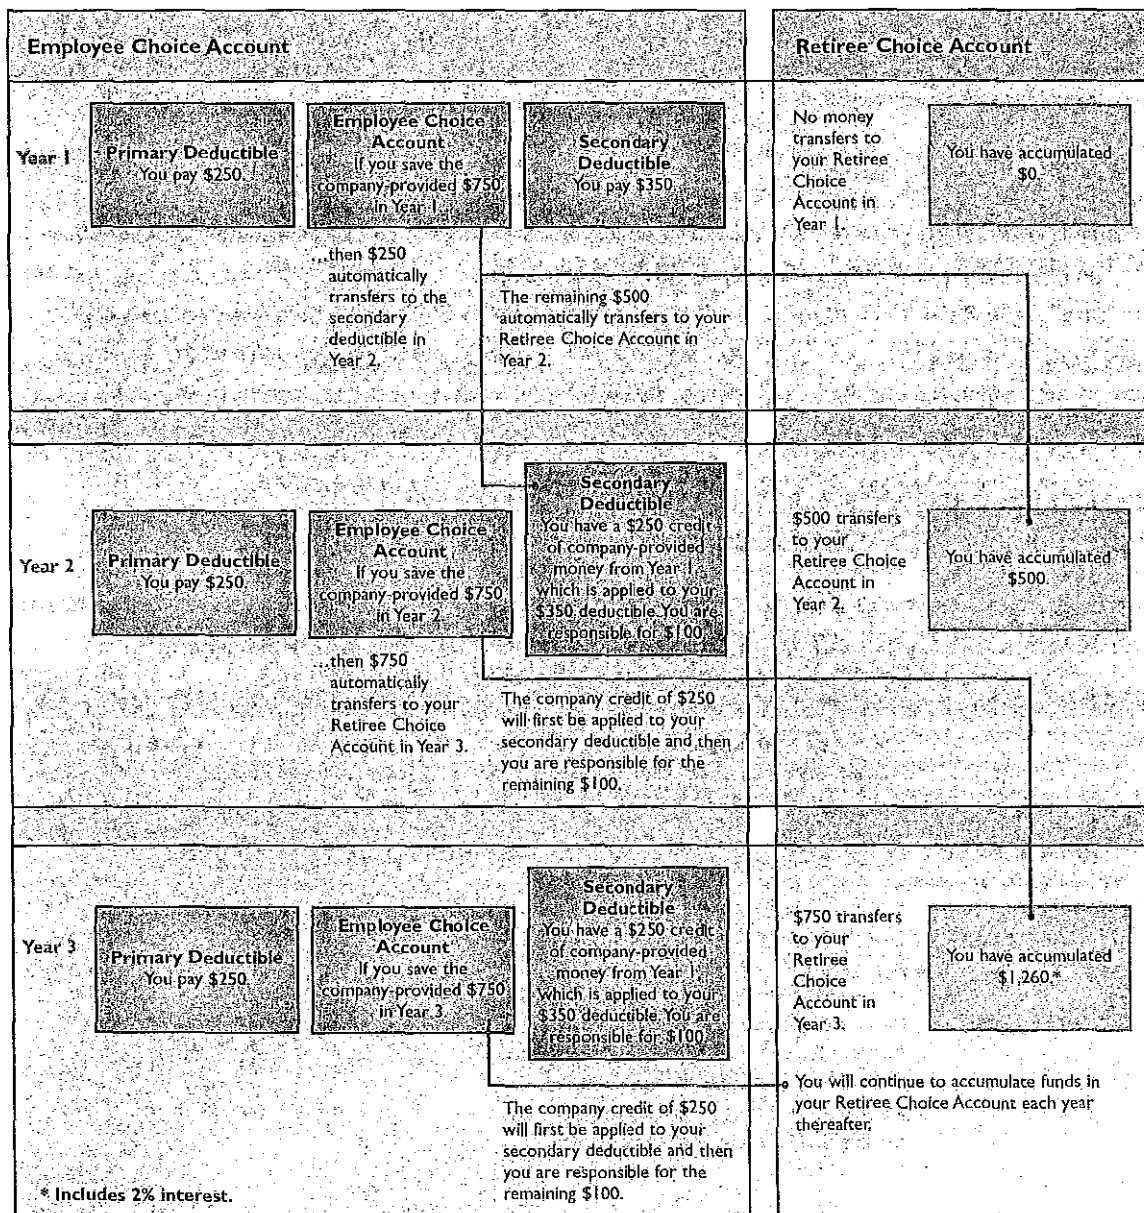 Employee Choice Account
Retiree Choice Account
Year 1
Primary Deductible
You pay $250.
Employee Choice
Account
If you save the
company-provided $750
in Year 1
Secondary
Deductible
You pay $350.
No money
transfers to
your Retiree
Choice
Account in
Year 1.
You have accumulated
$0.
...then $250
automatically
transfers to the
secondary
deductible in
Year 2.
The remaining $500
automatically transfers to your
Retiree Choice Account in
Year 2.
Year 2
Primary Deductible
You pay $250
Employee Choice
Account
If you save the
company-provided $750
in Year 2
Secondary
Deductible
You have a $250 credit
of company-provided
money from Year 1,
which is applied to your
$350 deductible. You are
responsible for $100.
$500 transfers
to your
Retiree Choice
Account in
Year 2.
You have accumulated
$500.
...then $750
automatically
transfers to your
Retiree Choice
Account in Year 3.
The company credit of $250
will first be applied to your
secondary deductible and then
you are responsible for the
remaining $100.
Year 3
Primary Deductible
You pay $250.
Employee Choice
Account
If you save the
company-provided $750
in Year 3
Secondary
Deductible
You have a $250 credit
of company-provided
money from Year 1,
which is applied to your
$350 deductible. You are
responsible for $100.
$750 transfers
to your
Retiree
Choice
Account in
Year 3.
You have accumulated
$1,260.*
The company credit of $250
will first be applied to your
secondary deductible and then
you are responsible for the
remaining $100.
You will continue to accumulate funds in
your Retiree Choice Account each year
thereafter.
* Includes 2% interest.